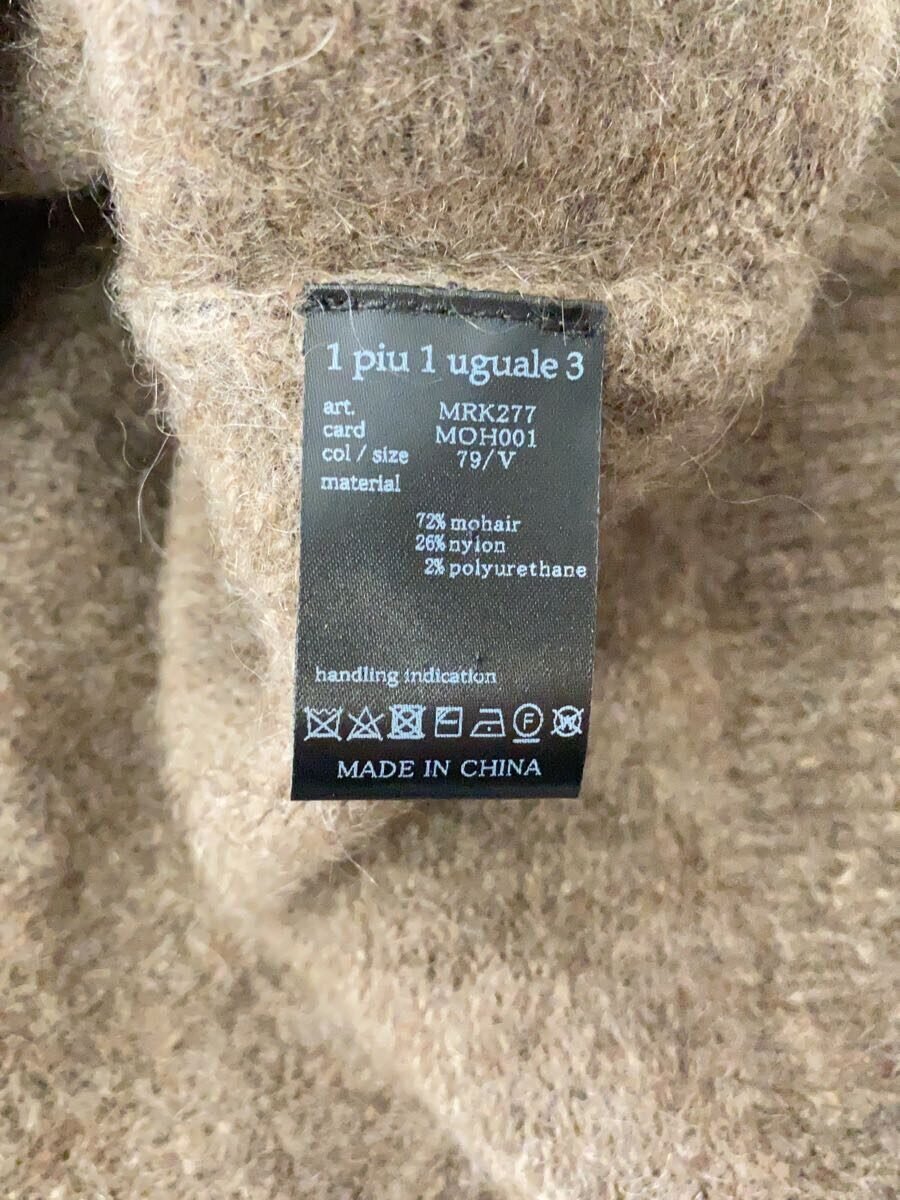 1 piu 1 uguale 3
art. MRK277
card MOH001
col / size 79/V
material
72% mohair
26% nylon
2% polyurethane
handling indication
F W
MADE IN CHINA